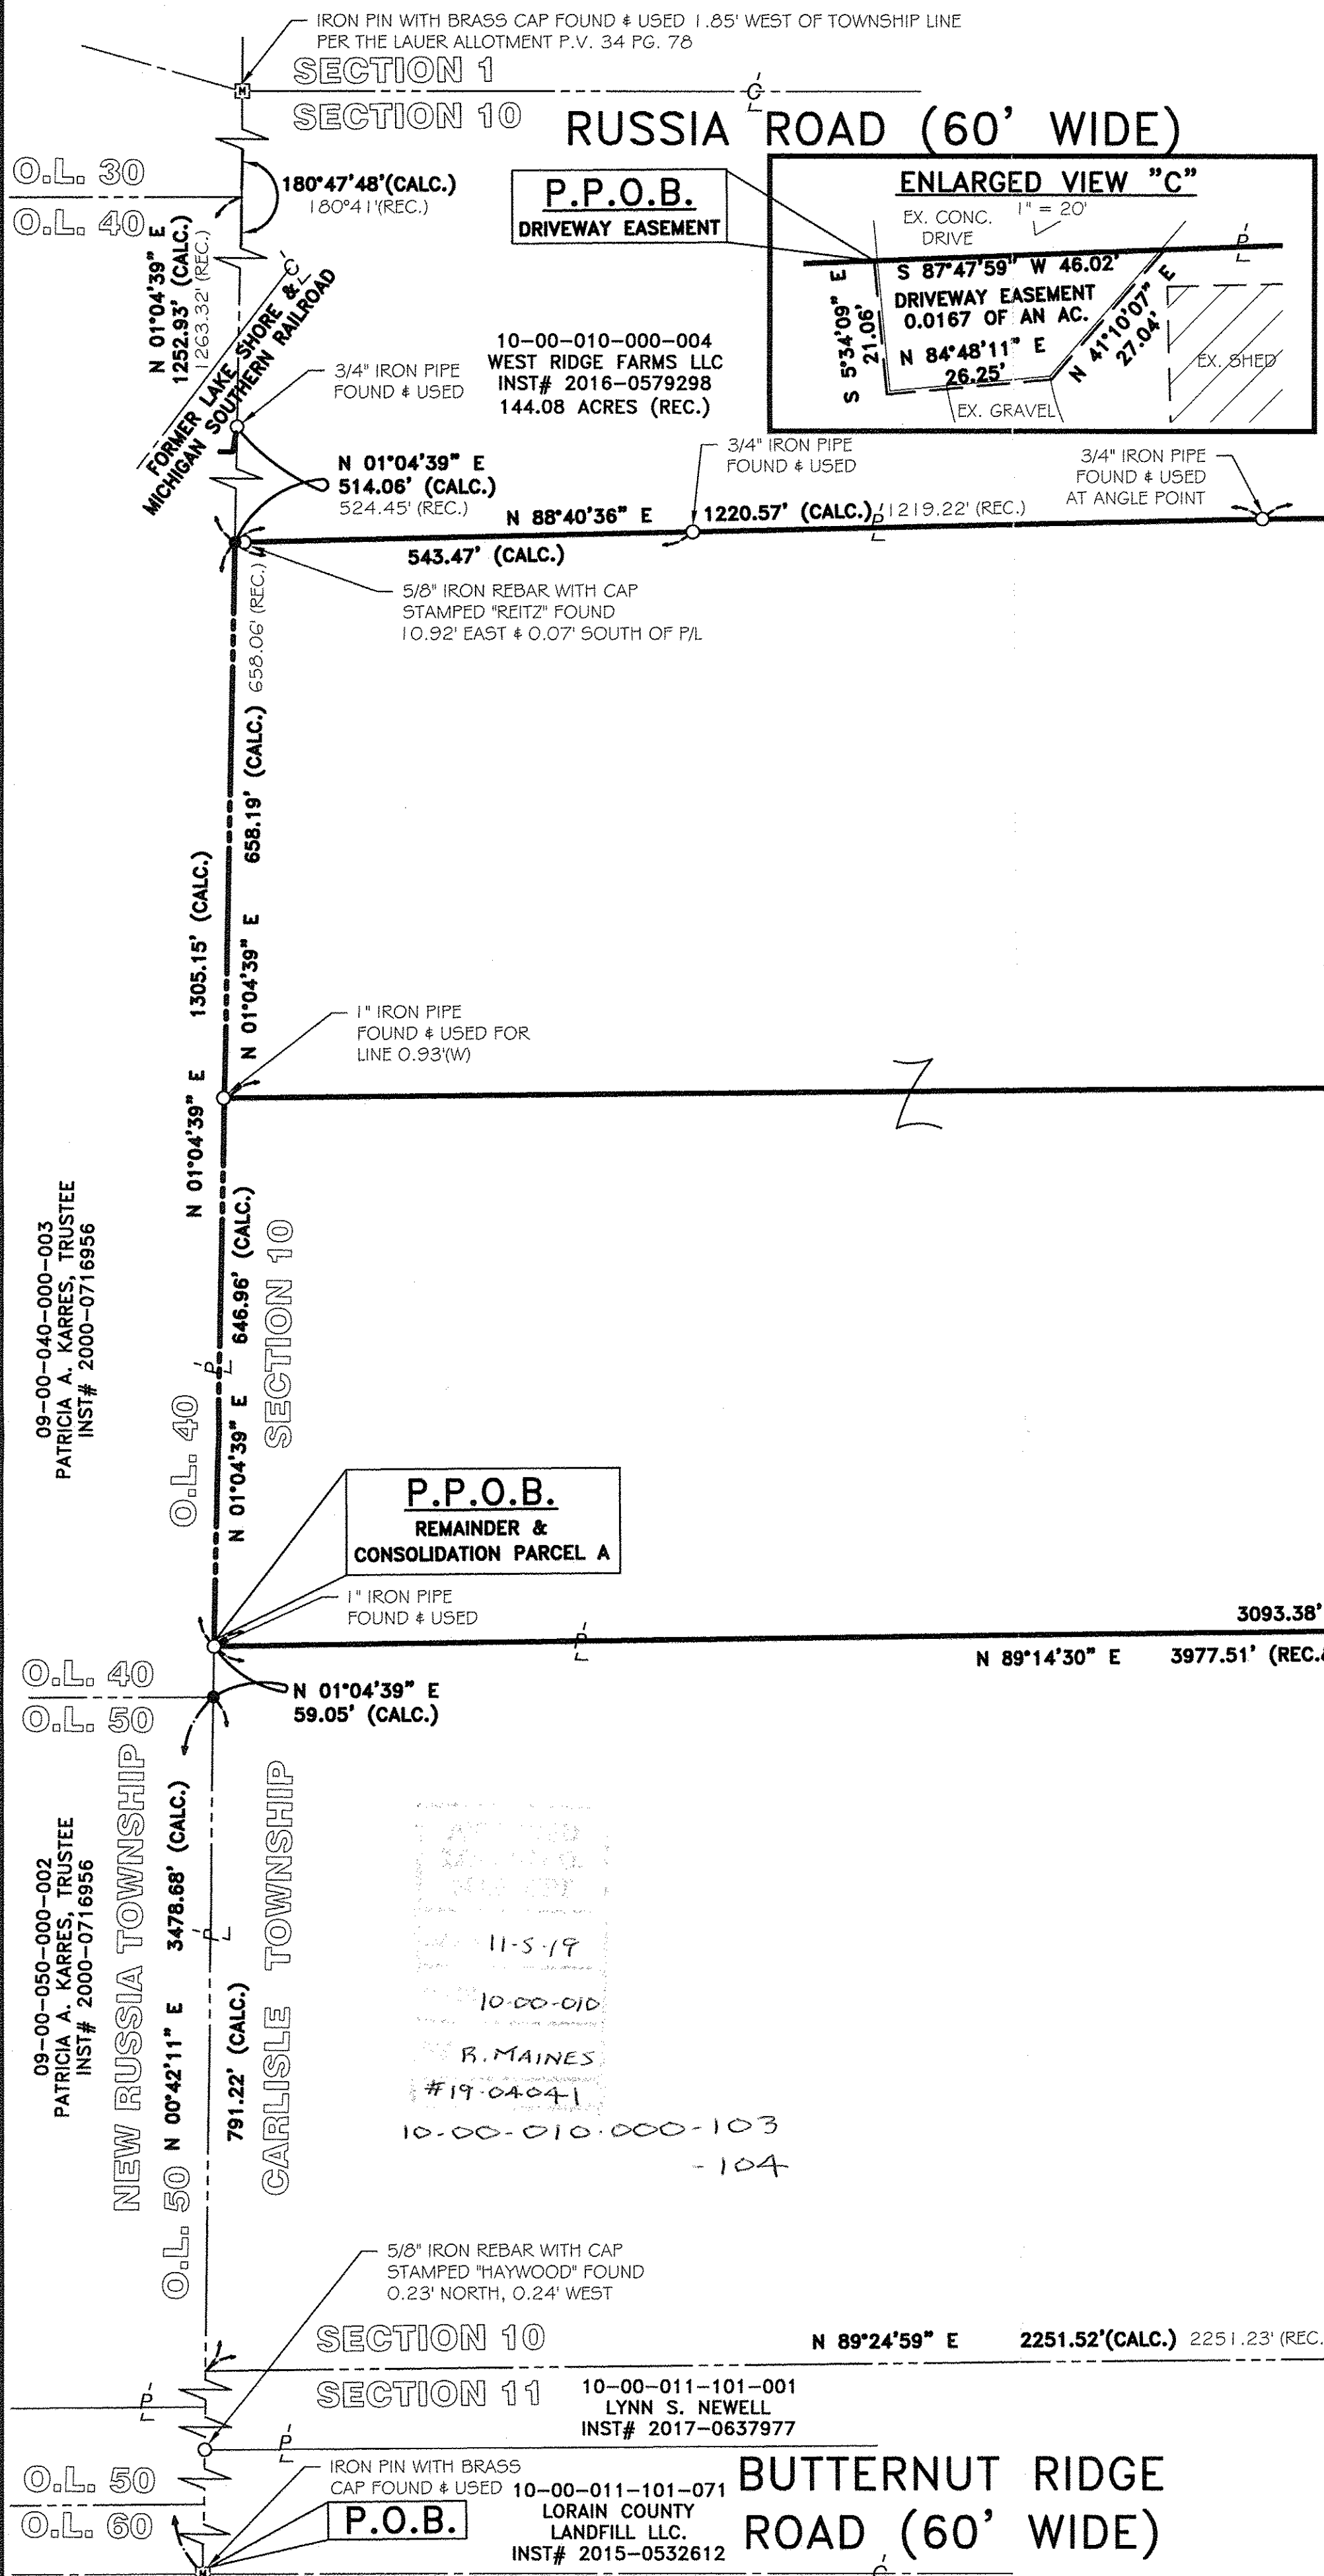 IRON PIN WITH BRASS CAP FOUND & USED 1.85' WEST OF TOWNSHIP LINE
PER THE LAUER ALLOTMENT P.V. 34 PG. 78
SECTION 1
SECTION 10
RUSSIA ROAD (60' WIDE)
O.L. 30
O.L. 40
180°47'48"(CALC.)
180°41'(REC.)
N 01°04'39" E
1252.93' (CALC.)
1263.32' (REC.)
FORMER LAKE SHORE &
MICHIGAN SOUTHERN RAILROAD
P.P.O.B.
DRIVEWAY EASEMENT
ENLARGED VIEW "C"
1" = 20'
EX. CONC.
DRIVE
S 87°47'59" W 46.02'
DRIVEWAY EASEMENT
0.0167 OF AN AC.
S 5°34'09" E
21.06'
N 84°48'11" E
26.25'
N 41°10'07" E
27.04'
EX. SHED
EX. GRAVEL
10-00-010-000-004
WEST RIDGE FARMS LLC
INST# 2016-0579298
144.08 ACRES (REC.)
3/4" IRON PIPE
FOUND & USED
N 01°04'39" E
514.06' (CALC.)
524.45' (REC.)
3/4" IRON PIPE
FOUND & USED
3/4" IRON PIPE
FOUND & USED
AT ANGLE POINT
N 88°40'36" E 1220.57' (CALC.) 1219.22' (REC.)
543.47' (CALC.)
5/8" IRON REBAR WITH CAP
STAMPED "REITZ" FOUND
10.92' EAST & 0.07' SOUTH OF P/L
N 01°04'39" E 658.19' (CALC.) 658.06' (REC.)
N 01°04'39" E 1305.15' (CALC.)
1" IRON PIPE
FOUND & USED FOR
LINE 0.93'(W)
Z
09-00-040-000-003
PATRICIA A. KARRES, TRUSTEE
INST# 2000-0716956
O.L. 40
N 01°04'39" E 646.96' (CALC.)
SECTION 10
P.P.O.B.
REMAINDER &
CONSOLIDATION PARCEL A
1" IRON PIPE
FOUND & USED
3093.38'
N 89°14'30" E 3977.51' (REC.&
O.L. 40
O.L. 50
N 01°04'39" E
59.05' (CALC.)
09-00-050-000-002
PATRICIA A. KARRES, TRUSTEE
INST# 2000-0716956
NEW RUSSIA TOWNSHIP
O.L. 50 N 00°42'11" E 3478.68' (CALC.)
791.22' (CALC.)
CARLISLE TOWNSHIP
11-5-19
10-00-010
R. MAINES
#19-04041
10-00-010-000-103
-104
5/8" IRON REBAR WITH CAP
STAMPED "HAYWOOD" FOUND
0.23' NORTH, 0.24' WEST
SECTION 10
N 89°24'59" E 2251.52'(CALC.) 2251.23' (REC.
SECTION 11
10-00-011-101-001
LYNN S. NEWELL
INST# 2017-0637977
IRON PIN WITH BRASS
CAP FOUND & USED
O.L. 50
O.L. 60
P.O.B.
10-00-011-101-071
LORAIN COUNTY
LANDFILL LLC.
INST# 2015-0532612
BUTTERNUT RIDGE
ROAD (60' WIDE)